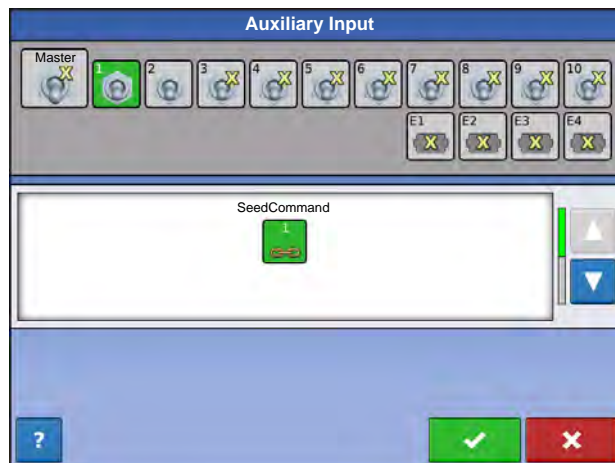 Auxiliary Input
Master X 1 2 3 X 4 X 5 X 6 X 7 X 8 X 9 X 10 X
E1 X E2 X E3 X E4 X
SeedCommand
1
?